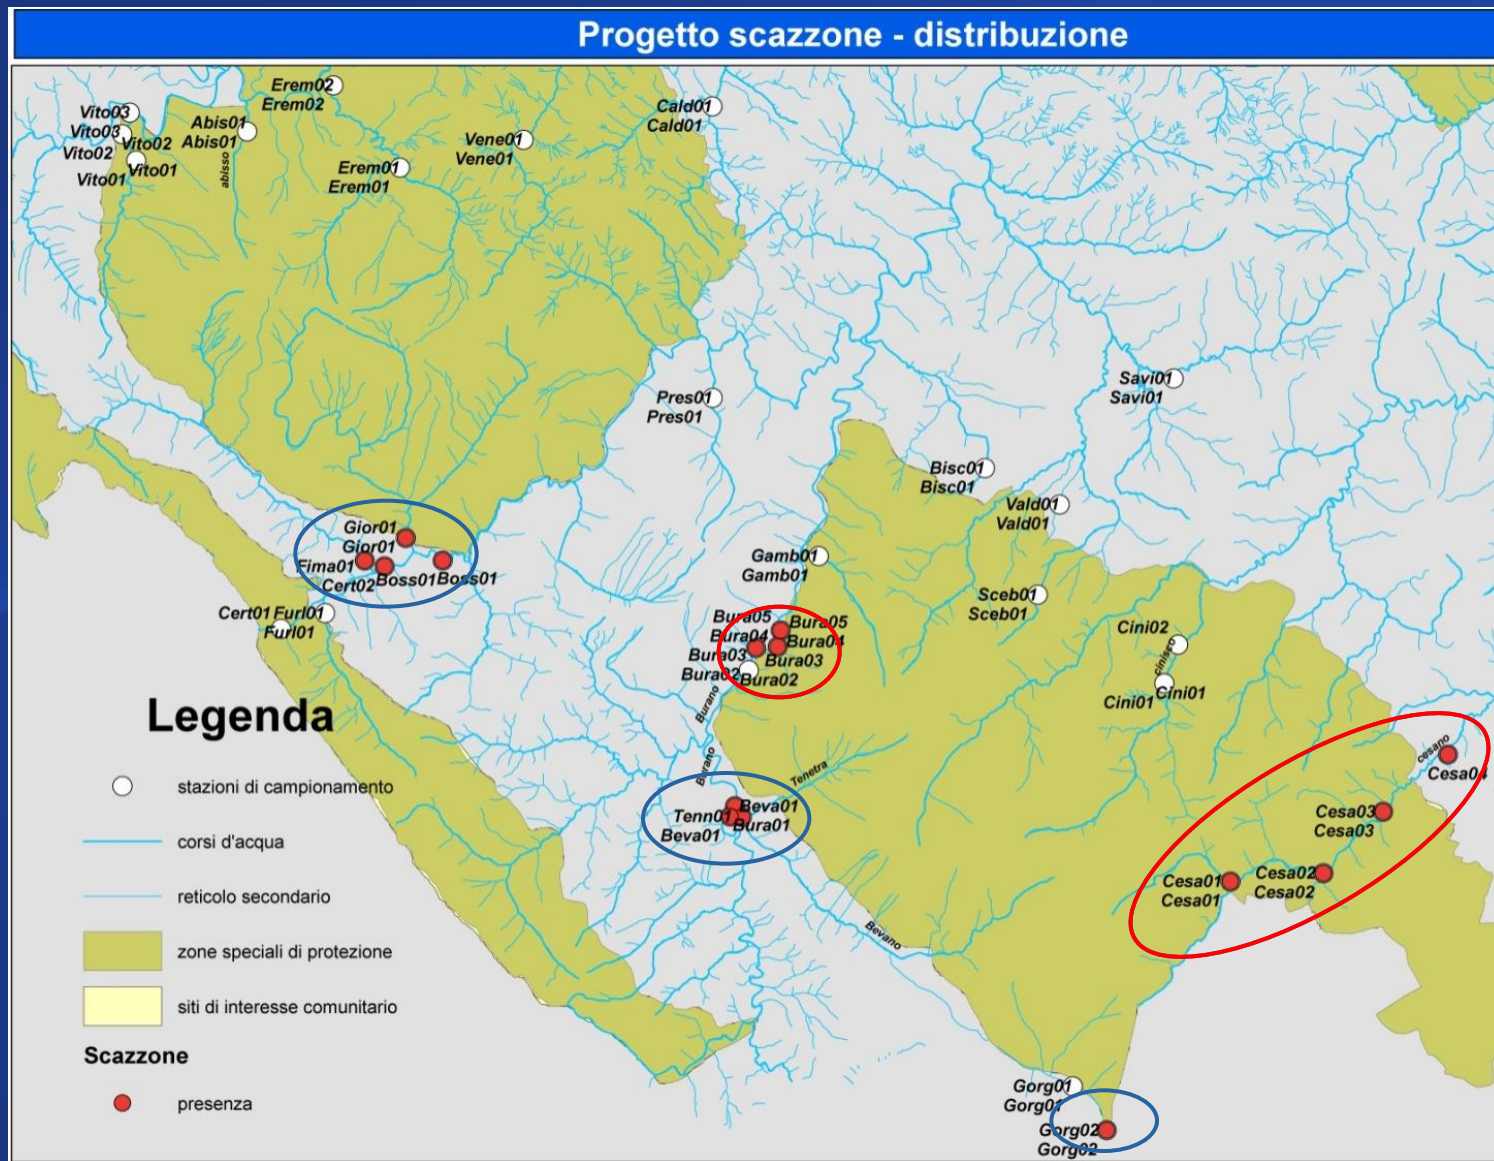 Progetto scazzone - distribuzione
Erem02
Erem02
Vito03
Vito03
Vito02
Vito02
Vito01
Vito01
Abis01
Abis01
abisso
Erem01
Erem01
Vene01
Vene01
Cald01
Cald01
Pres01
Pres01
Savi01
Savi01
Bisc01
Bisc01
Vald01
Vald01
Gior01
Gior01
Fima01
Cert02
Boss01
Boss01
Cert01
Furl01
Furl01
Gamb01
Gamb01
Sceb01
Sceb01
Bura05
Bura05
Bura04
Bura04
Bura03
Bura03
Bura02
Bura02
Cini02
cinisco
Cini01
Cini01
Burano
Burano
Tenetra
Tenn01
Beva01
Beva01
Bura01
cesano
Cesa04
Cesa03
Cesa03
Cesa02
Cesa02
Cesa01
Cesa01
Bevano
Gorg01
Gorg01
Gorg02
Gorg02
Legenda
stazioni di campionamento
corsi d'acqua
reticolo secondario
zone speciali di protezione
siti di interesse comunitario
Scazzone
presenza